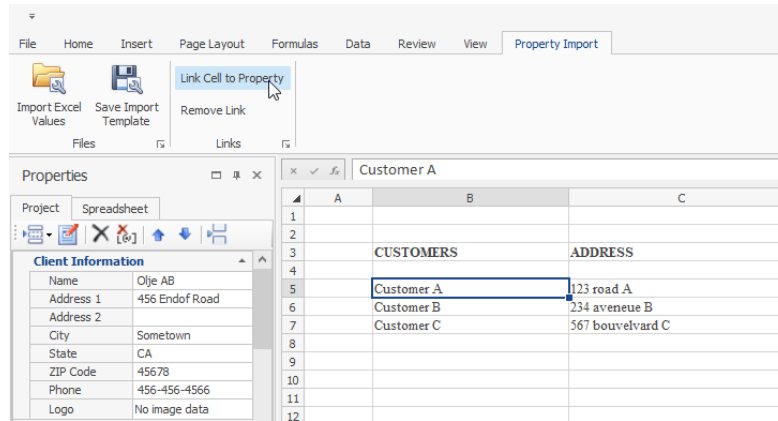 File Home Insert Page Layout Formulas Data Review View Property Import
Link Cell to Property
Import Excel Values
Save Import Template
Remove Link
Files Links
Properties
Project Spreadsheet
Client Information
Name Olje AB
Address 1 456 Endof Road
Address 2
City Sometown
State CA
ZIP Code 45678
Phone 456-456-4566
Logo No image data
fx Customer A
A B C
1
2
3 CUSTOMERS ADDRESS
4
5 Customer A 123 road A
6 Customer B 234 aveneue B
7 Customer C 567 bouvelvard C
8
9
10
11
12